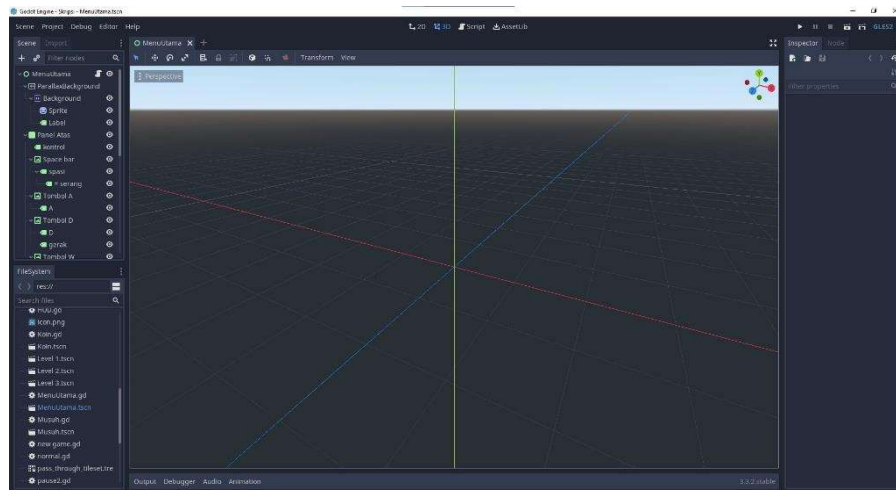 Godot Engine - Skripsi - MenuUtama.tscn
Scene Project Debug Editor Help
2D 3D Script AssetLib
GLES2
Scene Import
MenuUtama
Inspector Node
Filter nodes
Transform View
MenuUtama
Perspective
Filter properties
ParallaxBackground
Background
Sprite
Label
Panel Atas
kontrol
Space bar
spasi
= serang
Tombol A
A
Tombol D
D
gerak
Tombol W
FileSystem
res://
Search files
HUD.gd
icon.png
Koin.gd
Koin.tscn
Level 1.tscn
Level 2.tscn
Level 3.tscn
MenuUtama.gd
MenuUtama.tscn
Musuh.gd
Musuh.tscn
new game.gd
normal.gd
pass_through_tileset.tre
pause2.gd
Output Debugger Audio Animation
3.3.2.stable